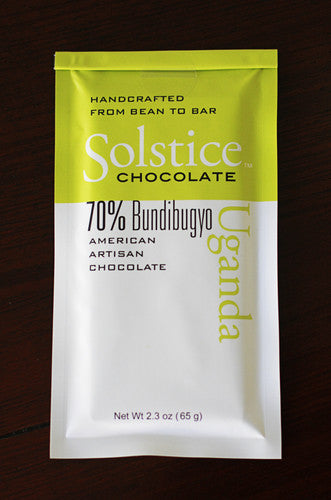 HANDCRAFTED
FROM BEAN TO BAR
Solstice™
CHOCOLATE
70% Bundibugyo
Uganda
AMERICAN
ARTISAN
CHOCOLATE
Net Wt 2.3 oz (65 g)